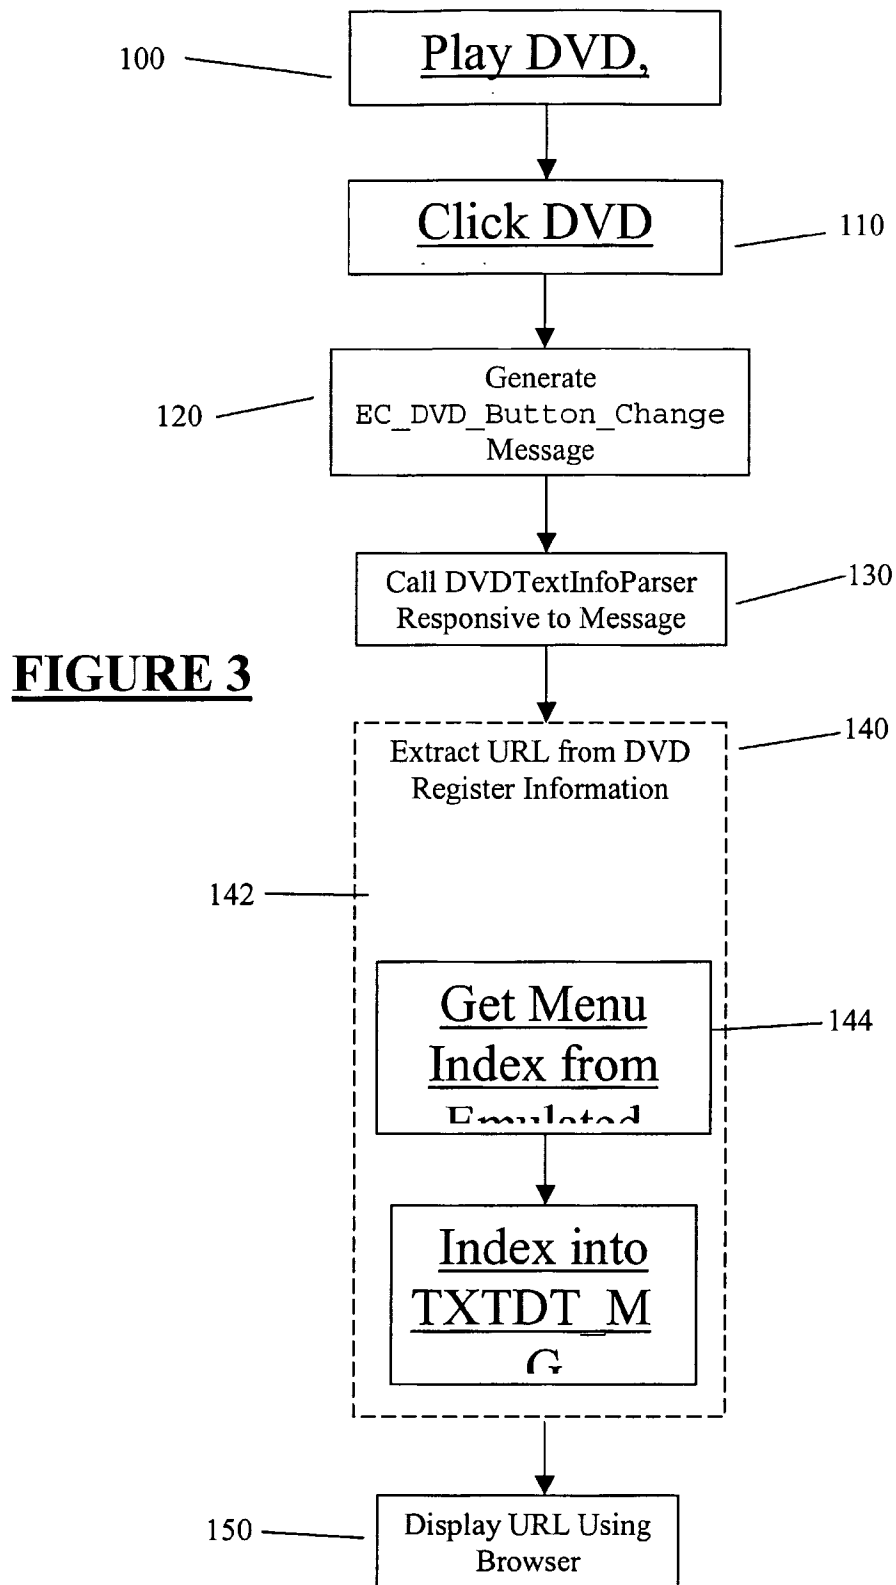 100
Play DVD,
Click DVD
110
120
Generate
EC_DVD_Button_Change
Message
Call DVDTextInfoParser
Responsive to Message
130
FIGURE 3
140
Extract URL from DVD
Register Information
142
Get Menu
Index from
Emulated
144
Index into
TXTDT_M
G
150
Display URL Using
Browser